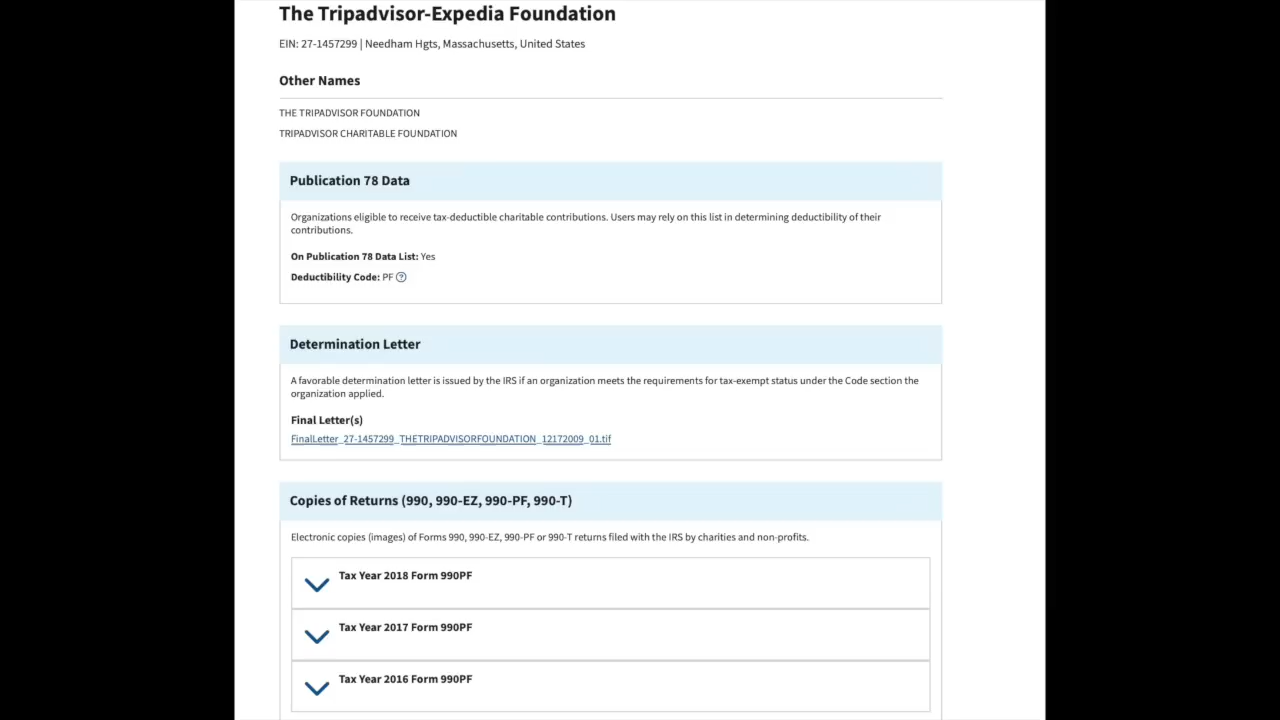 The Tripadvisor-Expedia Foundation
EIN: 27-1457299 | Needham Hgts, Massachusetts, United States
Other Names
THE TRIPADVISOR FOUNDATION
TRIPADVISOR CHARITABLE FOUNDATION
Publication 78 Data
Organizations eligible to receive tax-deductible charitable contributions. Users may rely on this list in determining deductibility of their
contributions.
On Publication 78 Data List: Yes
Deductibility Code: PF ?
Determination Letter
A favorable determination letter is issued by the IRS if an organization meets the requirements for tax-exempt status under the Code section the
organization applied.
Final Letter(s)
FinalLetter_27-1457299_THETRIPADVISORFOUNDATION_12172009_01.tif
Copies of Returns (990, 990-EZ, 990-PF, 990-T)
Electronic copies (images) of Forms 990, 990-EZ, 990-PF or 990-T returns filed with the IRS by charities and non-profits.
Tax Year 2018 Form 990PF
Tax Year 2017 Form 990PF
Tax Year 2016 Form 990PF